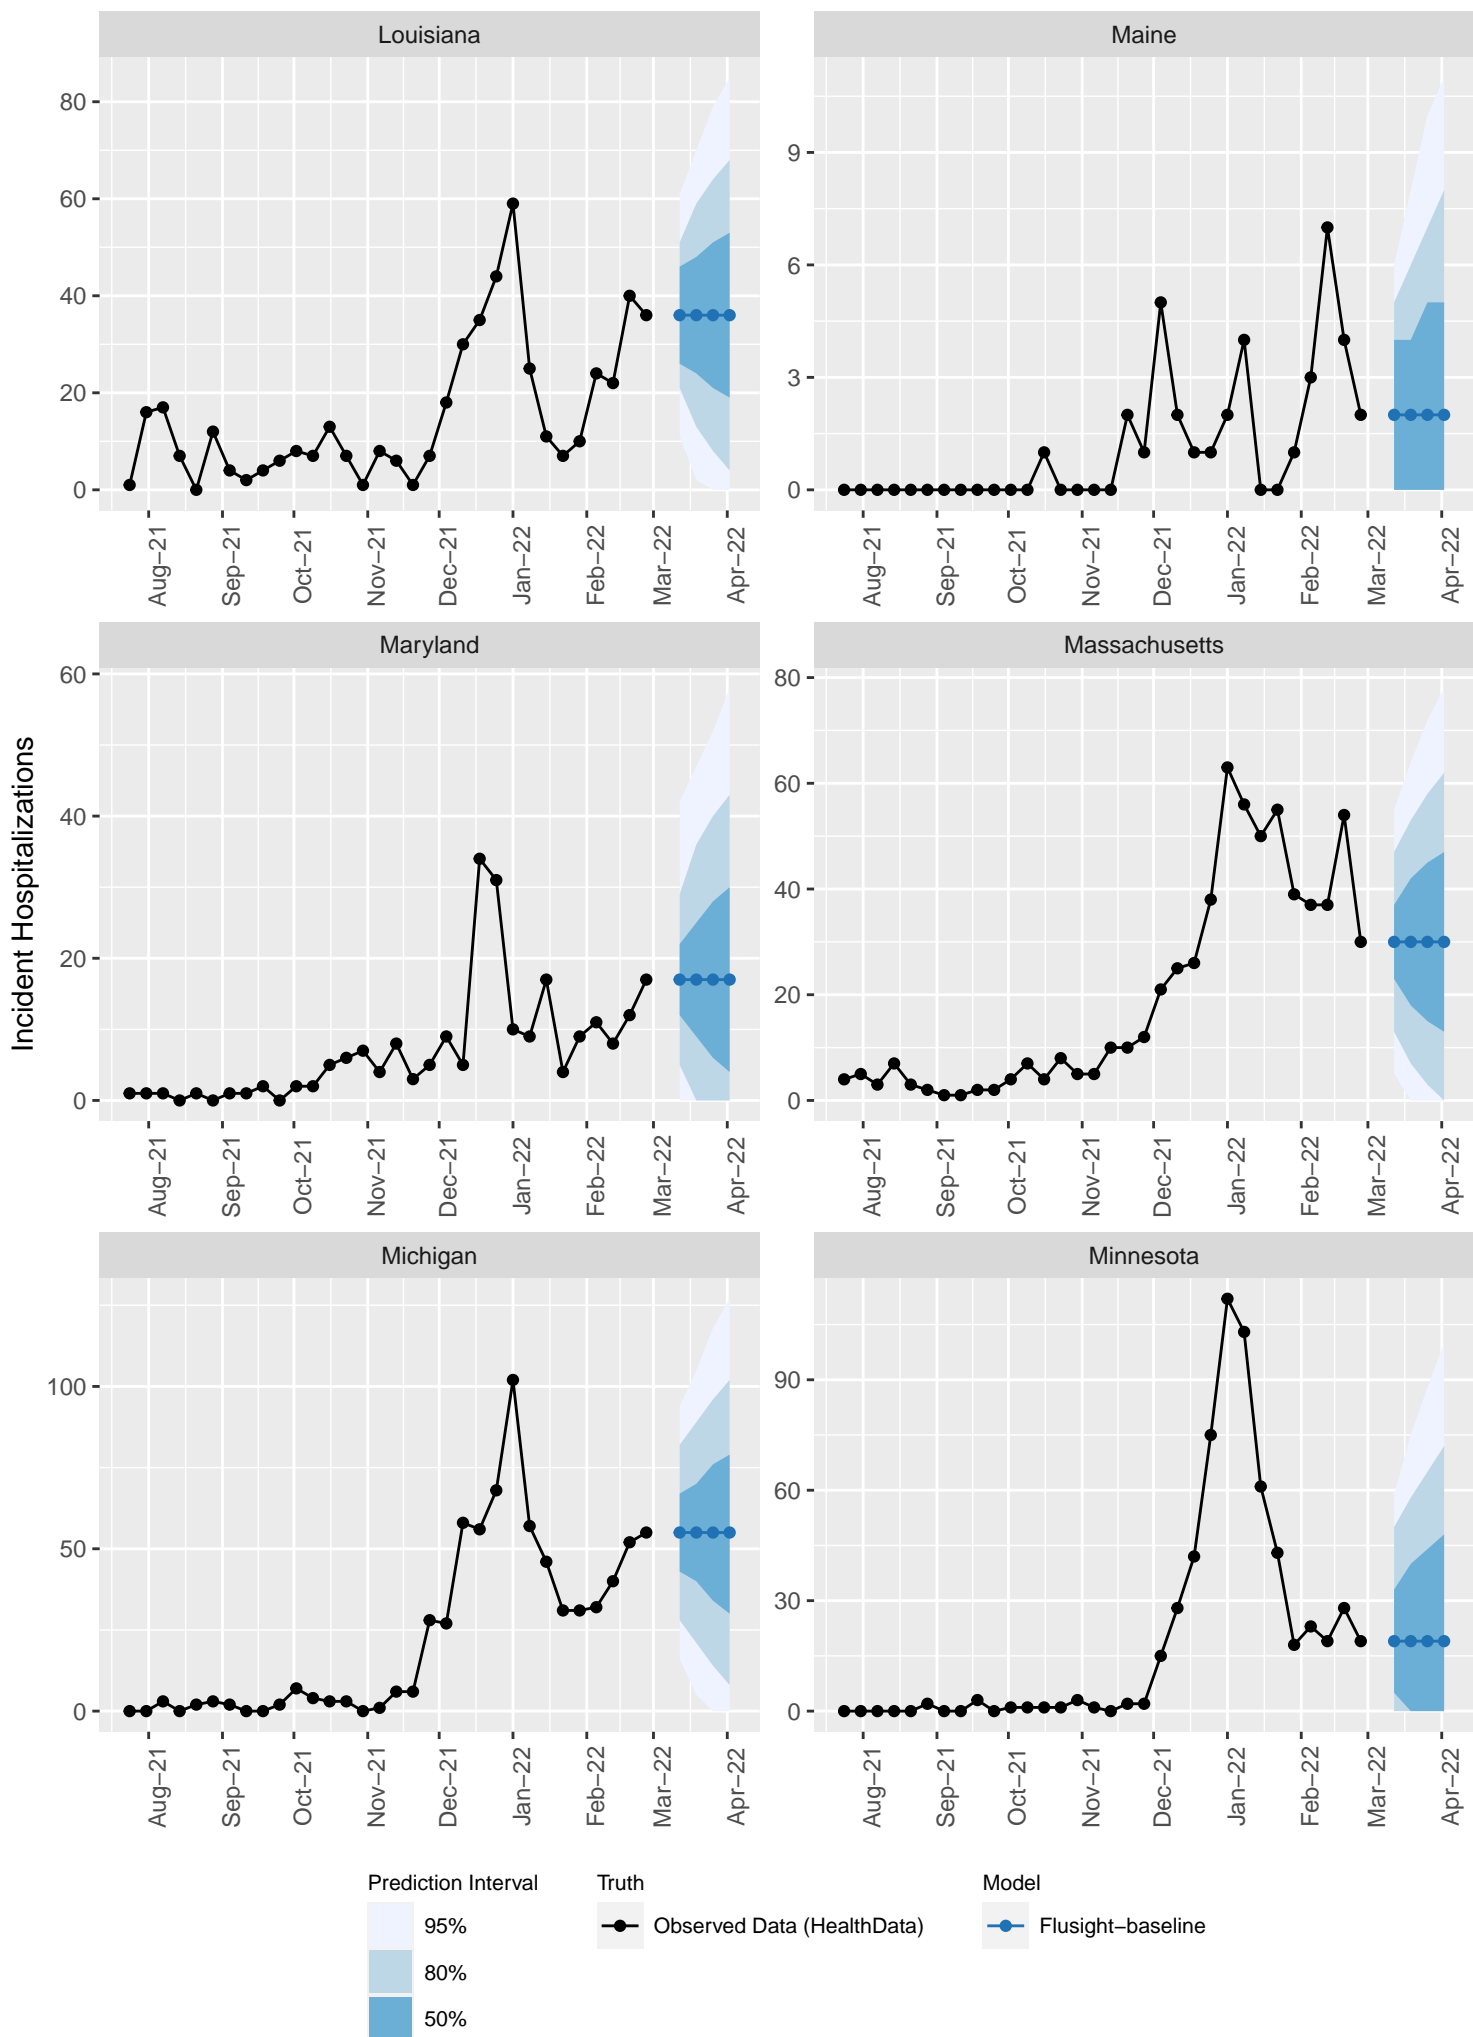 Louisiana
Maine
80
60
40
20
0
9
6
3
0
Aug−21
Sep−21
Oct−21
Nov−21
Dec−21
Jan−22
Feb−22
Mar−22
Apr−22
Aug−21
Sep−21
Oct−21
Nov−21
Dec−21
Jan−22
Feb−22
Mar−22
Apr−22
Incident Hospitalizations
Maryland
Massachusetts
60
40
20
0
80
60
40
20
0
Aug−21
Sep−21
Oct−21
Nov−21
Dec−21
Jan−22
Feb−22
Mar−22
Apr−22
Aug−21
Sep−21
Oct−21
Nov−21
Dec−21
Jan−22
Feb−22
Mar−22
Apr−22
Michigan
Minnesota
100
50
0
90
60
30
0
Aug−21
Sep−21
Oct−21
Nov−21
Dec−21
Jan−22
Feb−22
Mar−22
Apr−22
Aug−21
Sep−21
Oct−21
Nov−21
Dec−21
Jan−22
Feb−22
Mar−22
Apr−22
Prediction Interval
95%
80%
50%
Truth
Observed Data (HealthData)
Model
Flusight−baseline